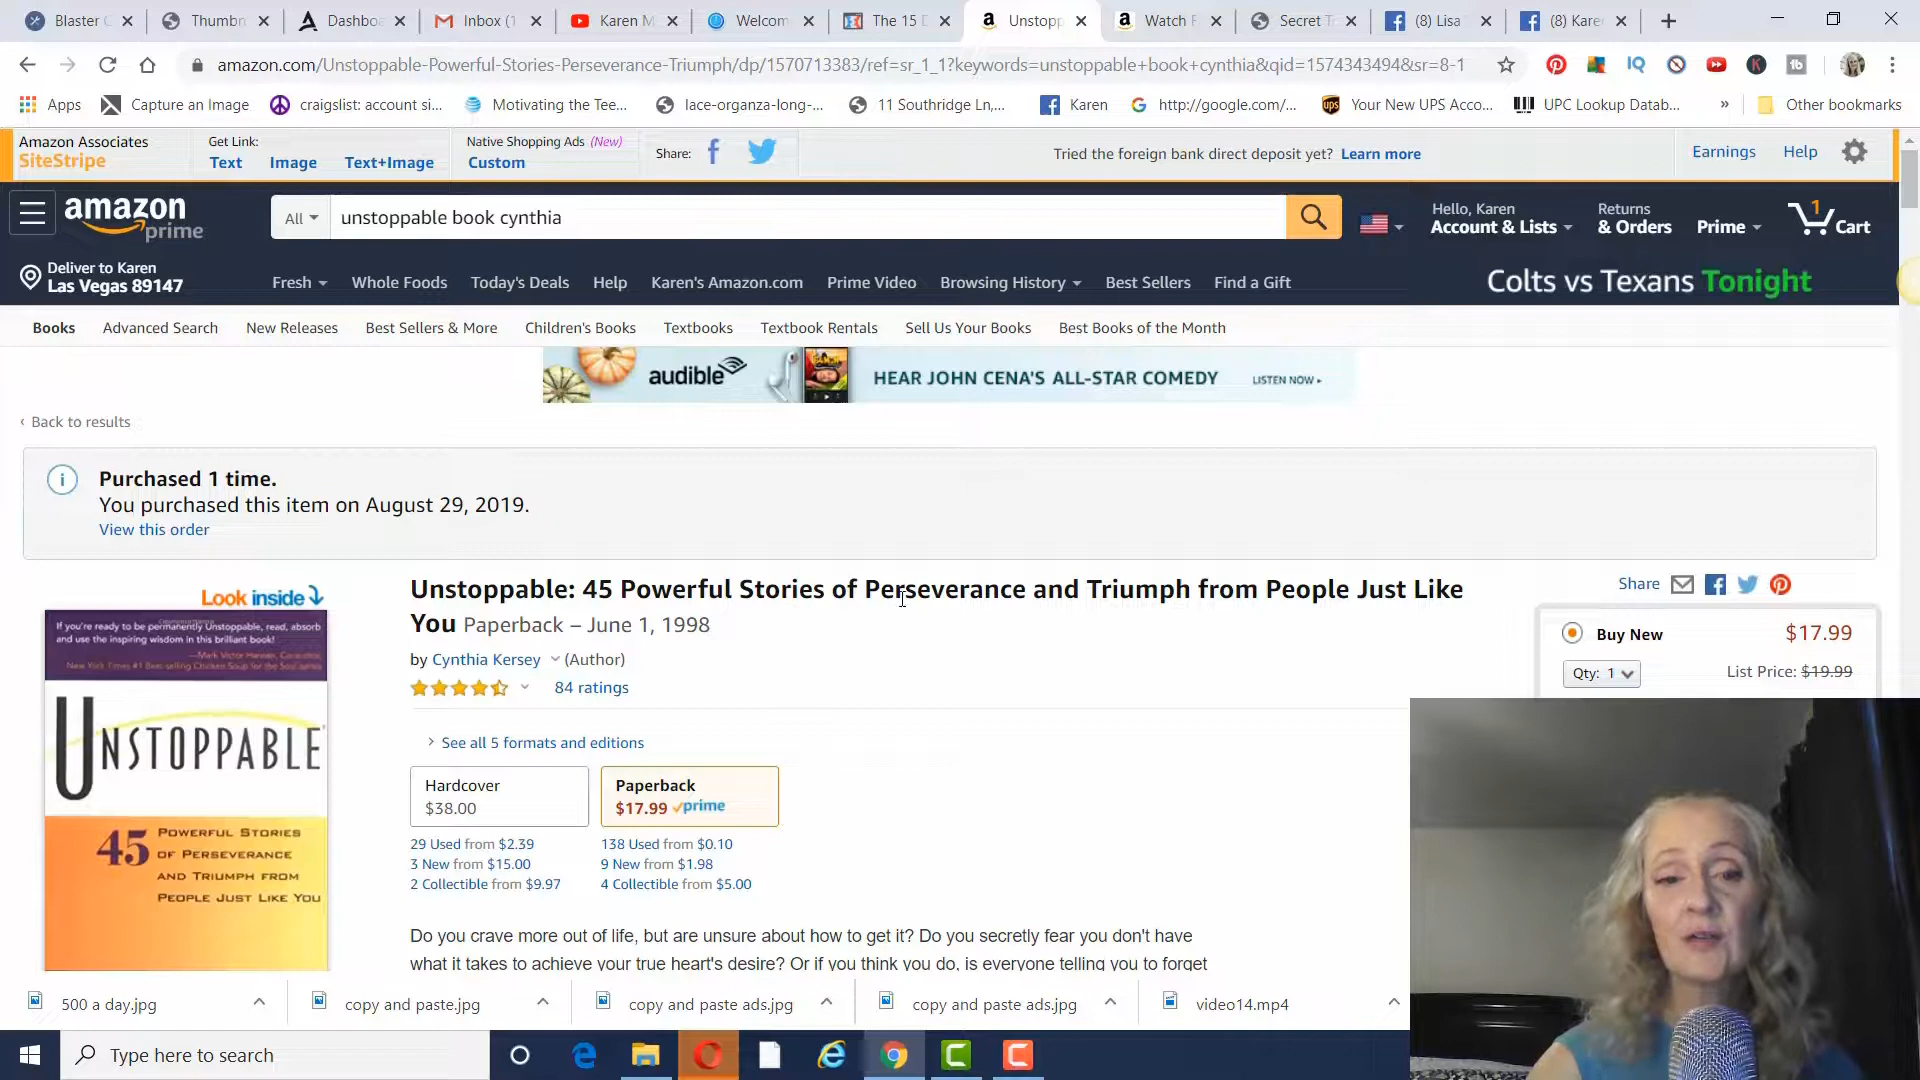 Blaster C
Thumbn
Dashboa
Inbox (1
Karen M
Welcom
The 15 D
Unstopp
Watch F
Secret Tr
(8) Lisa
(8) Kare
amazon.com/Unstoppable-Powerful-Stories-Perseverance-Triumph/dp/1570713383/ref=sr_1_1?keywords=unstoppable+book+cynthia&qid=1574343494&sr=8-1
Apps
Capture an Image
craigslist: account si...
Motivating the Tee...
lace-organza-long-...
11 Southridge Ln,...
Karen
http://google.com/...
Your New UPS Acco...
UPC Lookup Datab...
»
Other bookmarks
Amazon Associates
SiteStripe
Get Link:
Text Image Text+Image
Native Shopping Ads (New)
Custom
Share:
Tried the foreign bank direct deposit yet? Learn more
Earnings
Help
amazon prime
All
unstoppable book cynthia
Hello, Karen
Account & Lists
Returns
& Orders
Prime
1
Cart
Deliver to Karen
Las Vegas 89147
Fresh Whole Foods Today's Deals Help Karen's Amazon.com Prime Video Browsing History Best Sellers Find a Gift
Colts vs Texans Tonight
Books Advanced Search New Releases Best Sellers & More Children's Books Textbooks Textbook Rentals Sell Us Your Books Best Books of the Month
audible
HEAR JOHN CENA'S ALL-STAR COMEDY
LISTEN NOW ▸
‹ Back to results
Purchased 1 time.
You purchased this item on August 29, 2019.
View this order
Look inside
If you're ready to be permanently Unstoppable, read, absorb
and use the inspiring wisdom in this brilliant book!
—Mark Victor Hansen,
New York Times #1 Best-selling Chicken Soup for the Soul series
UNSTOPPABLE
45 POWERFUL STORIES
OF PERSEVERANCE
AND TRIUMPH FROM
PEOPLE JUST LIKE YOU
Unstoppable: 45 Powerful Stories of Perseverance and Triumph from People Just Like
You Paperback – June 1, 1998
by Cynthia Kersey (Author)
84 ratings
› See all 5 formats and editions
Hardcover
$38.00
Paperback
$17.99 prime
29 Used from $2.39
3 New from $15.00
2 Collectible from $9.97
138 Used from $0.10
9 New from $1.98
4 Collectible from $5.00
Do you crave more out of life, but are unsure about how to get it? Do you secretly fear you don't have
what it takes to achieve your true heart's desire? Or if you think you do, is everyone telling you to forget
Share
Buy New
$17.99
Qty: 1
List Price: $19.99
500 a day.jpg
copy and paste.jpg
copy and paste ads.jpg
copy and paste ads.jpg
video14.mp4
Type here to search